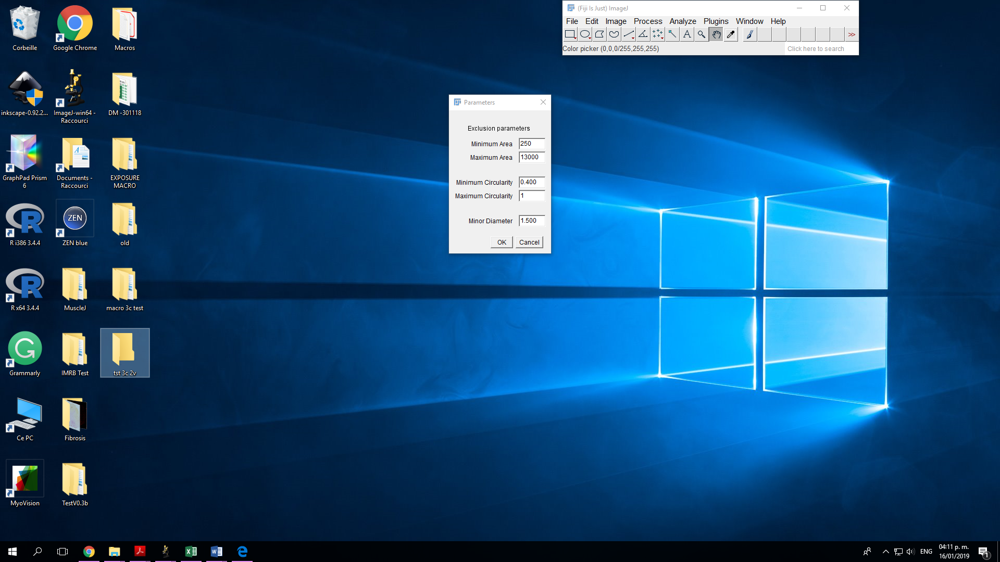 Corbeille
Google Chrome
Macros
inkscape-0.92.2...
ImageJ-win64 -
Raccourci
DM -301118
GraphPad Prism
6
Documents -
Raccourci
EXPOSURE
MACRO
R i386 3.4.4
ZEN
ZEN blue
old
R x64 3.4.4
MuscleJ
macro 3c test
Grammarly
IMRB Test
tst 3c 2v
Ce PC
Fibrosis
MyoVision
TestV0.3b
(Fiji Is Just) ImageJ
File Edit Image Process Analyze Plugins Window Help
A >>
Color picker (0,0,0/255,255,255)
Click here to search
Parameters
Exclusion parameters
Minimum Area 250
Maximum Area 13000
Minimum Circularity 0.400
Maximum Circularity 1
Minor Diameter 1.500
OK Cancel
ENG
04:11 p. m.
16/01/2019
1